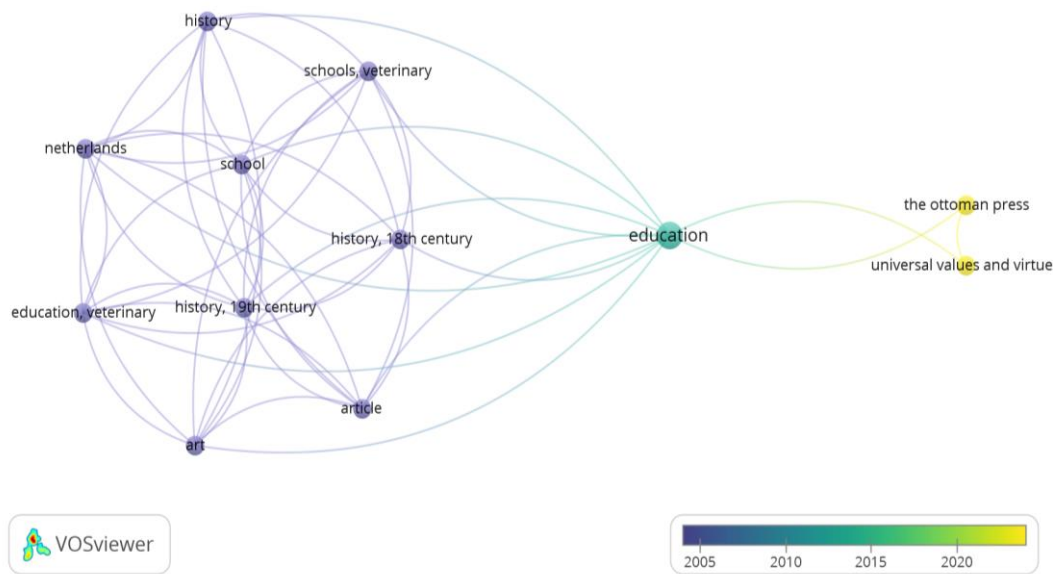 history
schools, veterinary
netherlands
school
the ottoman press
education
history, 18th century
universal values and virtue
education, veterinary
history, 19th century
article
art
VOSviewer
2005 2010 2015 2020